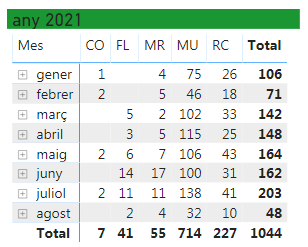 any 2021
Mes CO FL MR MU RC Total
gener 1 4 75 26 106
febrer 2 5 46 18 71
març 5 2 102 33 142
abril 3 5 115 25 148
maig 2 6 7 106 43 164
juny 14 17 100 31 162
juliol 2 11 11 138 41 203
agost 2 4 32 10 48
Total 7 41 55 714 227 1044